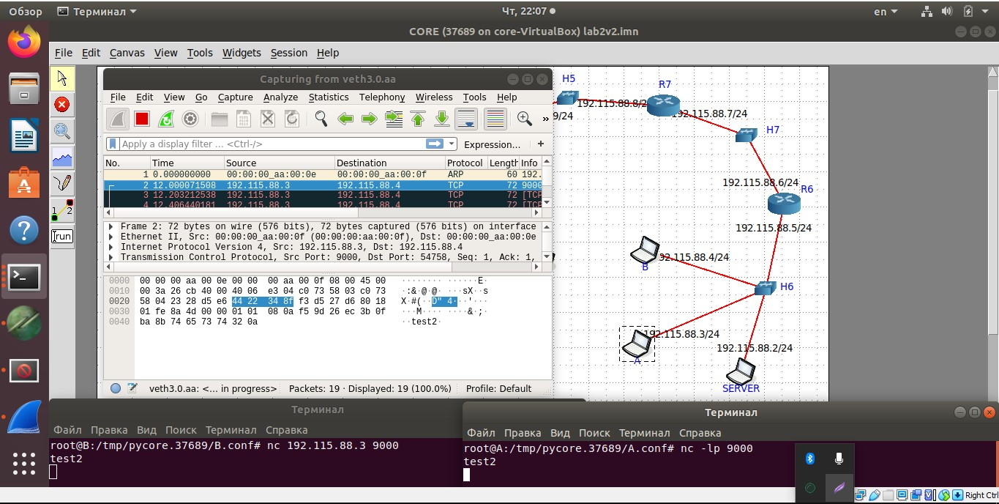 Обзор Терминал Чт, 22:07 en
CORE (37689 on core-VirtualBox) lab2v2.imn
File Edit Canvas View Tools Widgets Session Help
Capturing from veth3.0.aa
File Edit View Go Capture Analyze Statistics Telephony Wireless Tools Help
»
Apply a display filter ... <Ctrl-/> Expression... +
No. Time Source Destination Protocol Length Info
1 0.000000000 00:00:00_aa:00:0e 00:00:00_aa:00:0f ARP 60 192.
2 12.000071508 192.115.88.3 192.115.88.4 TCP 72 9000
3 12.203212538 192.115.88.3 192.115.88.4 TCP 72 [TCP
4 12.406440181 192.115.88.3 192.115.88.4 TCP 72 [TCP
Frame 2: 72 bytes on wire (576 bits), 72 bytes captured (576 bits) on interface
Ethernet II, Src: 00:00:00_aa:00:0f (00:00:00_aa:00:0f), Dst: 00:00:00_aa:00:0e
Internet Protocol Version 4, Src: 192.115.88.3, Dst: 192.115.88.4
Transmission Control Protocol, Src Port: 9000, Dst Port: 54758, Seq: 1, Ack: 1,
0000 00 00 00 aa 00 0e 00 00 00 aa 00 0f 08 00 45 00 ········ ······E·
0010 00 3a 26 cb 40 00 40 06 e3 04 c0 73 58 03 c0 73 ·:&·@·@· ···sX··s
0020 58 04 23 28 d5 e6 44 22 34 8f f3 d5 27 d6 80 18 X·#(··D" 4···'···
0030 01 fe 8a 4d 00 00 01 01 08 0a f5 9d 26 ec 3b 0f ···M···· ····&·;·
0040 ba 8b 74 65 73 74 32 0a ··test2·
veth3.0.aa: <... in progress> Packets: 19 · Displayed: 19 (100.0%) Profile: Default
H5
R7
192.115.88.8/2
9/24
192.115.88.7/24
H7
192.115.88.6/24
R6
192.115.88.5/24
92.115.88.4/24
B
H6
192.115.88.3/24
A
192.115.88.2/24
SERVER
1 2
run
Терминал
Файл Правка Вид Поиск Терминал Справка
root@B:/tmp/pycore.37689/B.conf# nc 192.115.88.3 9000
test2
Терминал
Файл Правка Вид Поиск Терминал Справка
root@A:/tmp/pycore.37689/A.conf# nc -lp 9000
test2
Right Ctrl